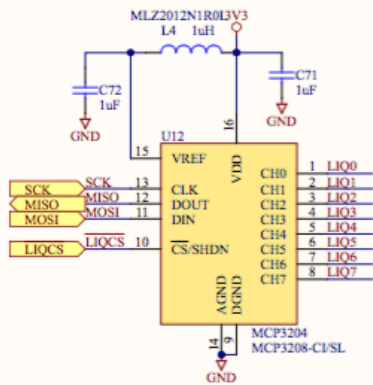 MLZ2012N1R0L3V3
L4 1uH
C72
1uF
C71
1uF
GND
GND
U12
16
15 VREF VDD
SCK SCK 13 CLK
MISO MISO 12 DOUT
MOSI MOSI 11 DIN
LIQCS LIQCS 10 CS/SHDN
CH0 1 LIQ0
CH1 2 LIQ1
CH2 3 LIQ2
CH3 4 LIQ3
CH4 5 LIQ4
CH5 6 LIQ5
CH6 7 LIQ6
CH7 8 LIQ7
AGND DGND
14 9
MCP3204
MCP3208-CI/SL
GND